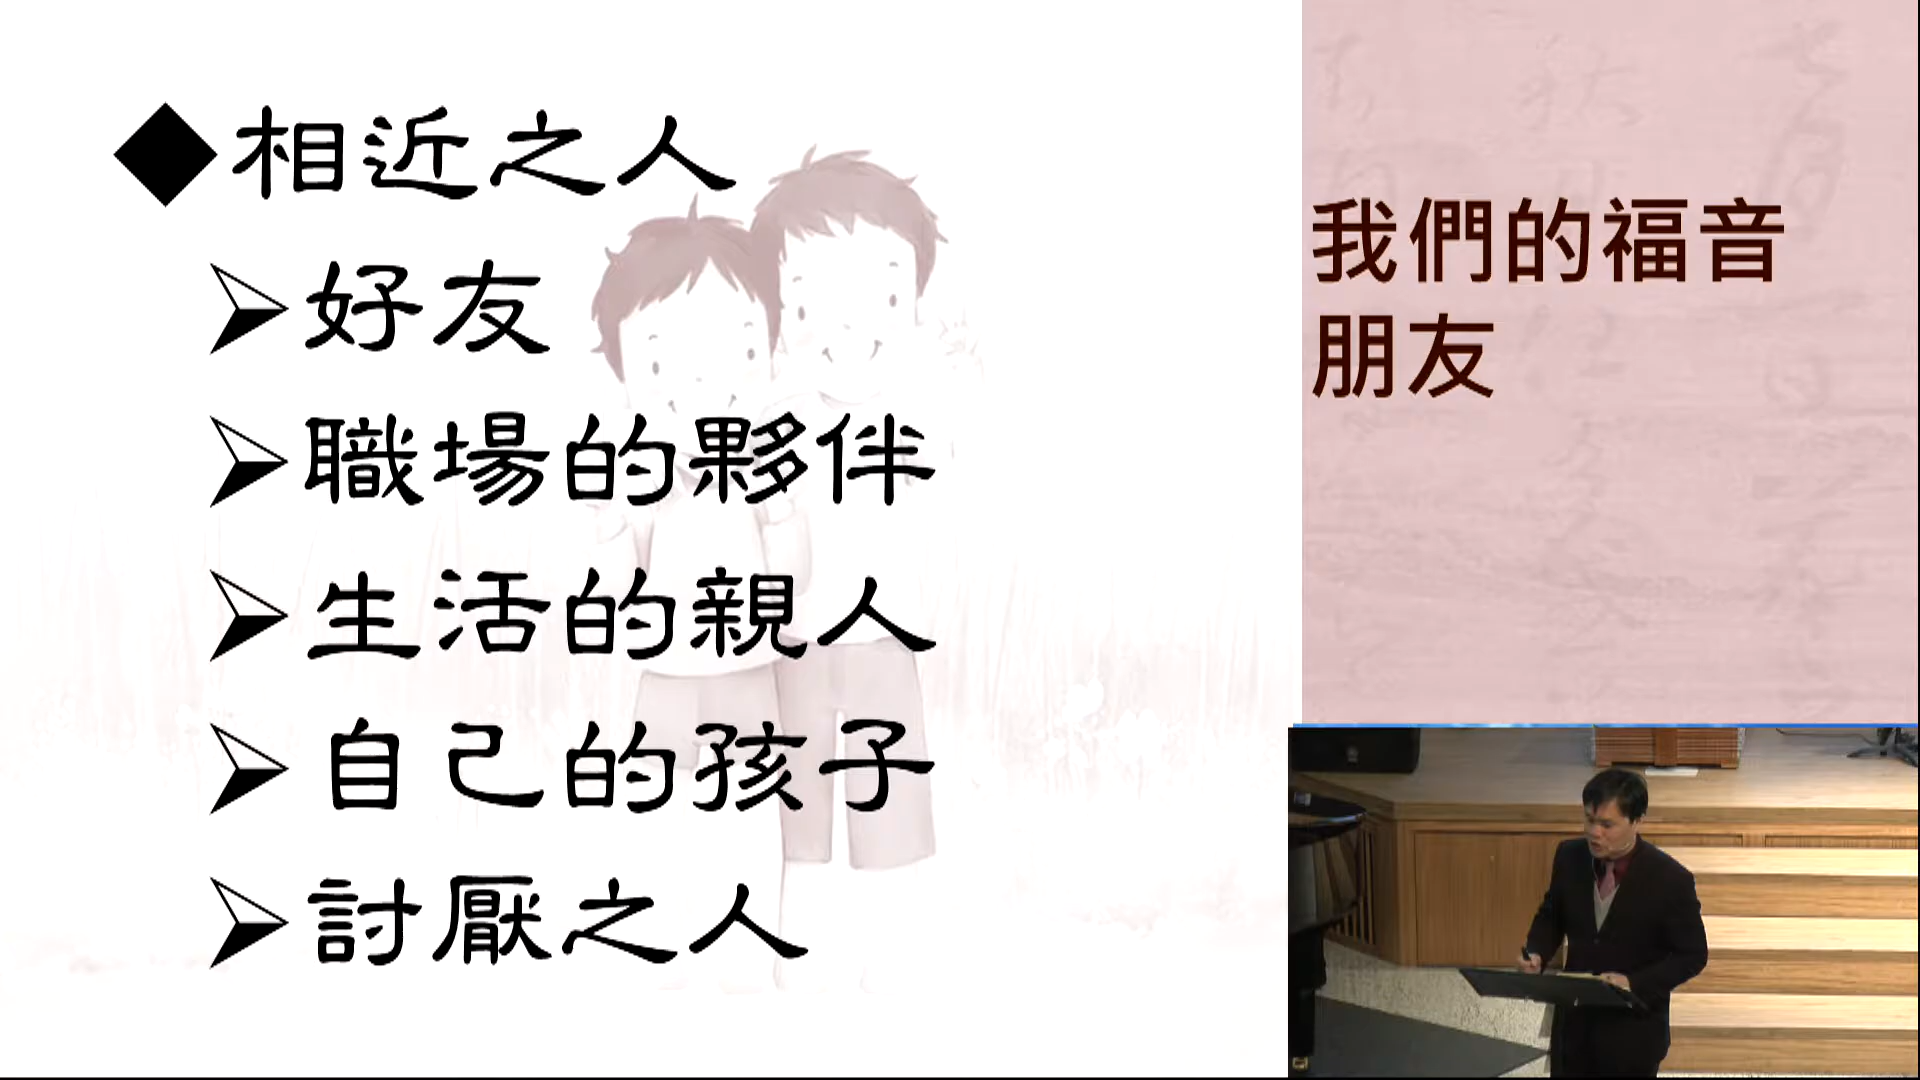 相近之人
好友
職場的夥伴
生活的親人
自己的孩子
討厭之人
我們的福音
朋友